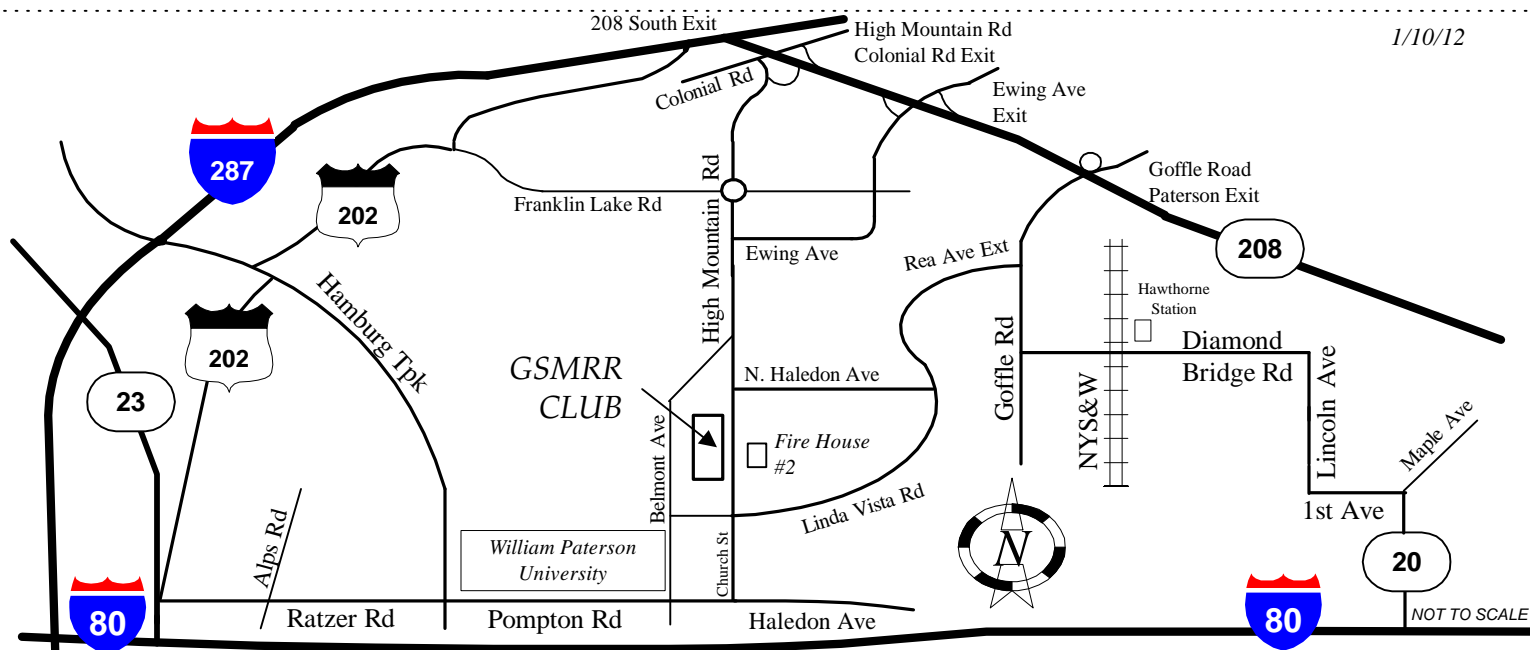 208 South Exit
High Mountain Rd
Colonial Rd Exit
1/10/12
Colonial Rd
Ewing Ave
Exit
287
202
Franklin Lake Rd
High Mountain Rd
Goffle Road
Paterson Exit
Ewing Ave
Rea Ave Ext
208
Hamburg Tpk
202
Hawthorne
Station
Diamond
Bridge Rd
GSMRR
CLUB
N. Haledon Ave
Goffle Rd
NYS&W
Lincoln Ave
23
Belmont Ave
Fire House
#2
Maple Ave
Linda Vista Rd
1st Ave
Alps Rd
William Paterson
University
Church St
N
20
80
Ratzer Rd
Pompton Rd
Haledon Ave
80
NOT TO SCALE